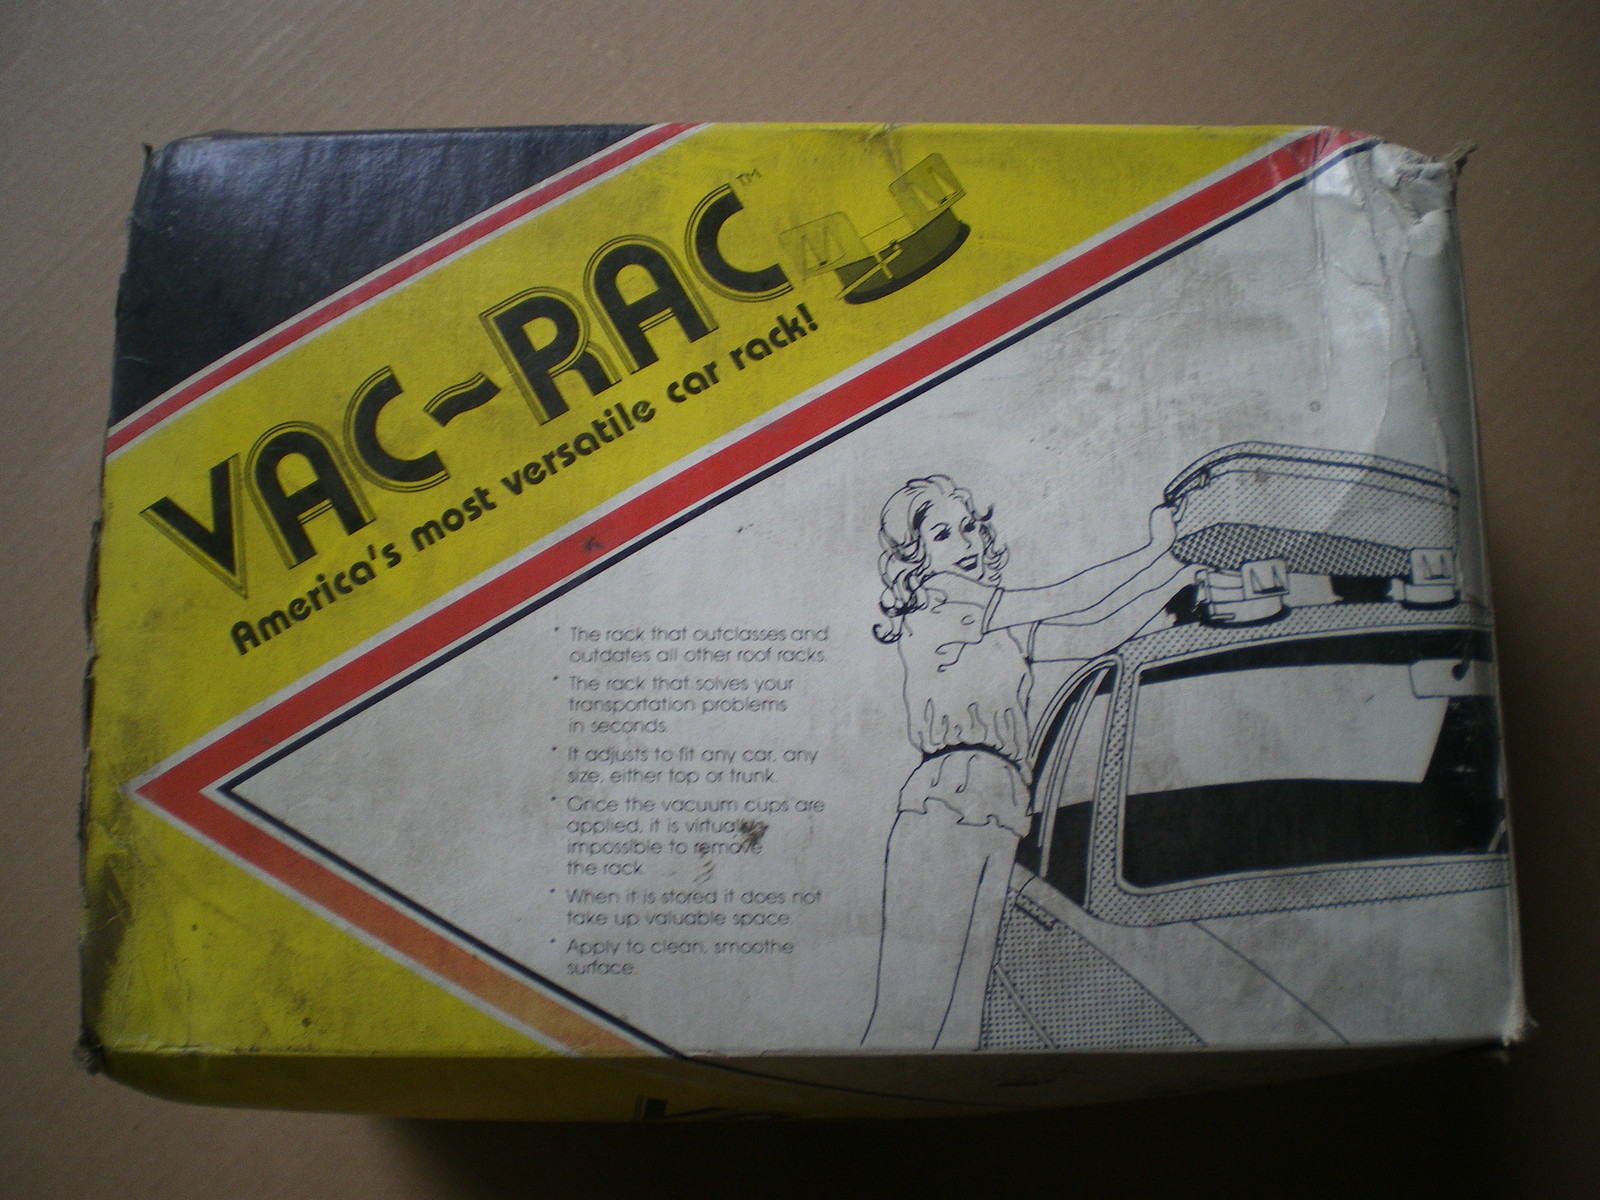 VAC~RAC™
America's most versatile car rack!
* The rack that outclasses and
outdates all other roof racks.
* The rack that solves your
transportation problems
in seconds.
* It adjusts to fit any car, any
size, either top or trunk.
* Once the vacuum cups are
applied, it is virtually
impossible to remove
the rack.
* When it is stored it does not
take up valuable space.
* Apply to clean, smoothe
surface.